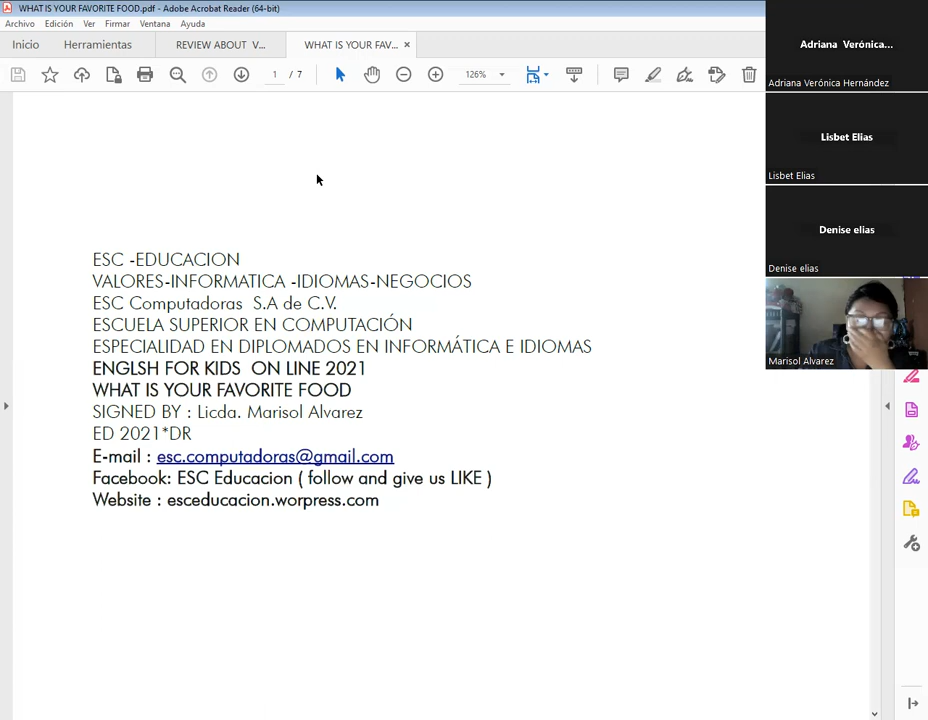 WHAT IS YOUR FAVORITE FOOD.pdf - Adobe Acrobat Reader (64-bit)
Archivo Edición Ver Firmar Ventana Ayuda
Inicio Herramientas REVIEW ABOUT V... WHAT IS YOUR FAV... ×
1 / 7 126%
ESC -EDUCACION
VALORES-INFORMATICA -IDIOMAS-NEGOCIOS
ESC Computadoras S.A de C.V.
ESCUELA SUPERIOR EN COMPUTACIÓN
ESPECIALIDAD EN DIPLOMADOS EN INFORMÁTICA E IDIOMAS
ENGLSH FOR KIDS ON LINE 2021
WHAT IS YOUR FAVORITE FOOD
SIGNED BY : Licda. Marisol Alvarez
ED 2021*DR
E-mail : esc.computadoras@gmail.com
Facebook: ESC Educacion ( follow and give us LIKE )
Website : esceducacion.worpress.com
Adriana Verónica...
Adriana Verónica Hernández
Lisbet Elias
Lisbet Elias
Denise elias
Denise elias
Marisol Alvarez